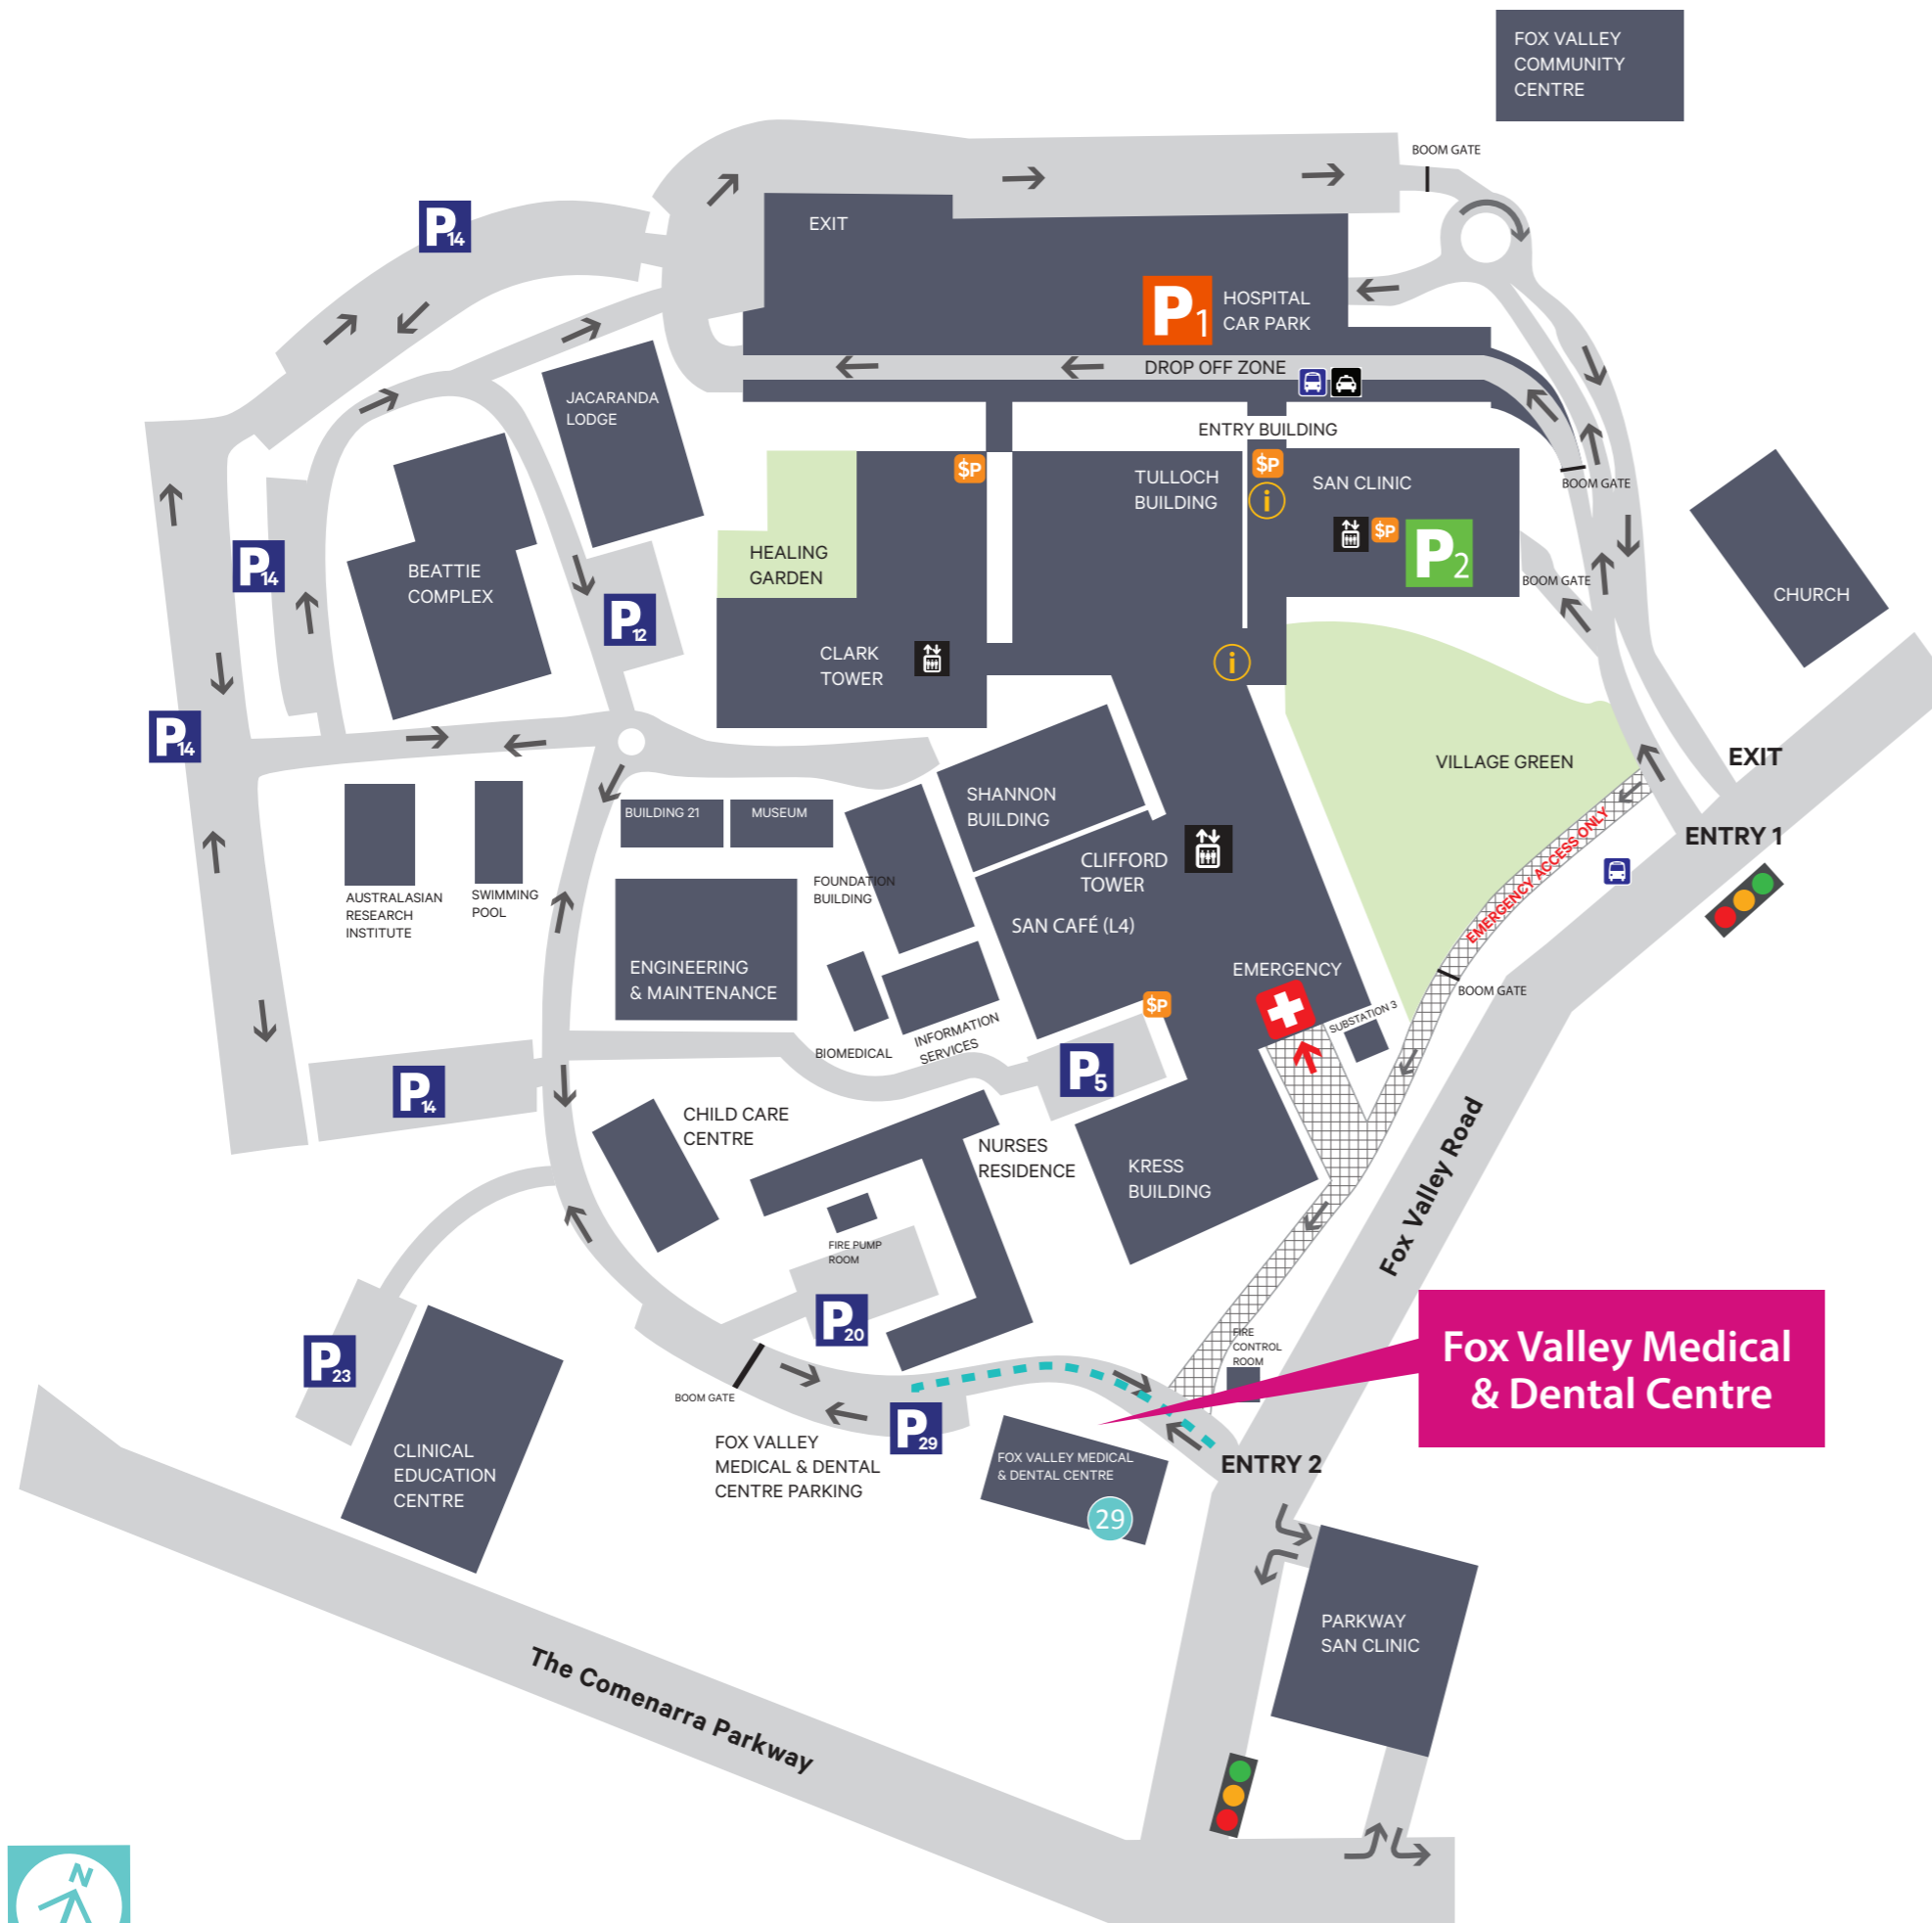 FOX VALLEY
COMMUNITY
CENTRE
BOOM GATE
P14
EXIT
P1
HOSPITAL
CAR PARK
DROP OFF ZONE
JACARANDA
LODGE
ENTRY BUILDING
$P
$P
i
TULLOCH
BUILDING
SAN CLINIC
$P
P2
BOOM GATE
HEALING
GARDEN
P14
BEATTIE
COMPLEX
BOOM GATE
CHURCH
P12
CLARK
TOWER
i
P14
VILLAGE GREEN
EXIT
SHANNON
BUILDING
BUILDING 21
MUSEUM
ENTRY 1
EMERGENCY ACCESS ONLY
CLIFFORD
TOWER
FOUNDATION
BUILDING
AUSTRALASIAN
RESEARCH
INSTITUTE
SWIMMING
POOL
SAN CAFÉ (L4)
ENGINEERING
& MAINTENANCE
EMERGENCY
BOOM GATE
$P
SUBSTATION 3
INFORMATION
SERVICES
BIOMEDICAL
P5
P14
CHILD CARE
CENTRE
NURSES
RESIDENCE
KRESS
BUILDING
Fox Valley Road
FIRE PUMP
ROOM
P20
P23
FIRE
CONTROL
ROOM
Fox Valley Medical
& Dental Centre
BOOM GATE
P29
FOX VALLEY
MEDICAL & DENTAL
CENTRE PARKING
FOX VALLEY MEDICAL
& DENTAL CENTRE
29
ENTRY 2
CLINICAL
EDUCATION
CENTRE
PARKWAY
SAN CLINIC
The Comenarra Parkway
N